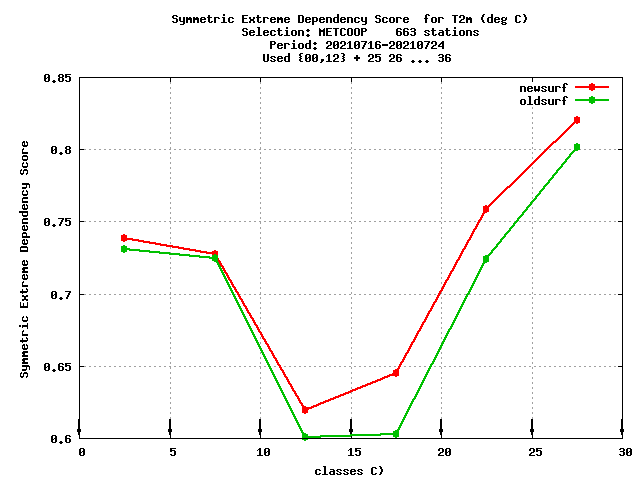 Symmetric Extreme Dependency Score  for T2m (deg C)
Selection: METCOOP    663 stations
Period: 20210716-20210724
Used {00,12} + 25 26 ... 36
newsurf
oldsurf
Symmetric Extreme Dependency Score
0.85
0.8
0.75
0.7
0.65
0.6
0 5 10 15 20 25 30
classes C)